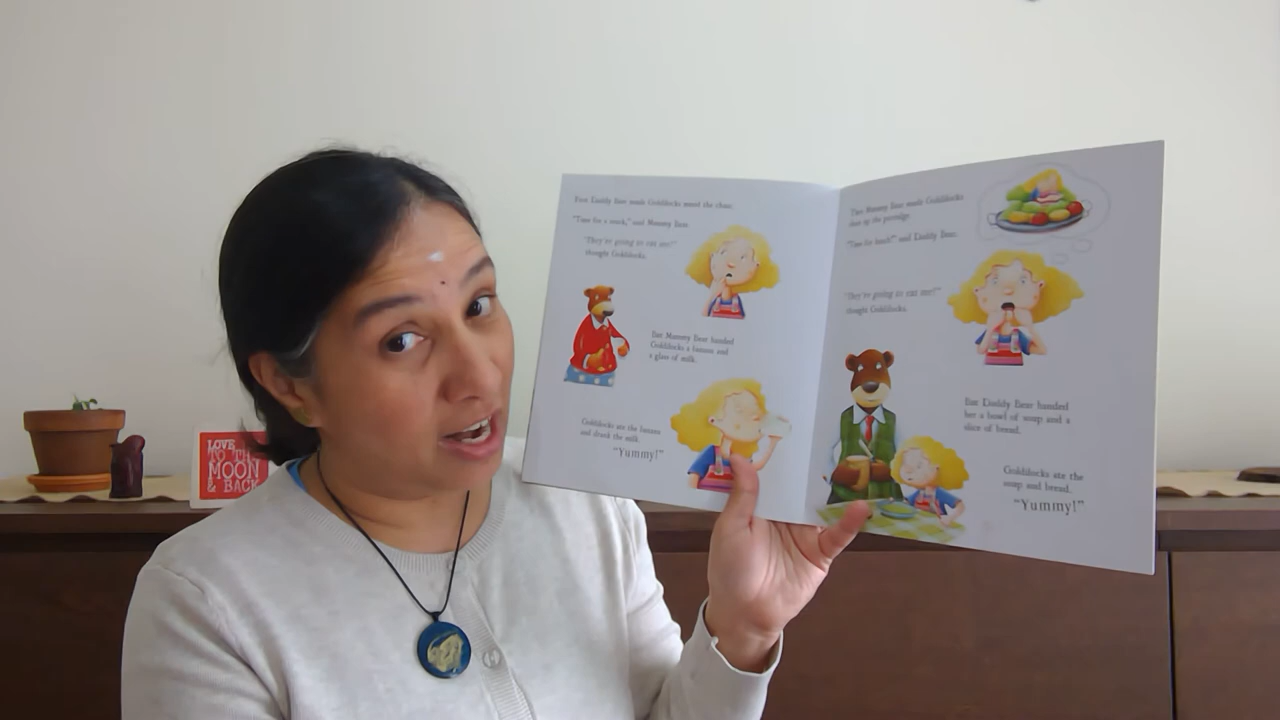 LOVE
TO THE
MOON
& BACK
First Daddy Bear made Goldilocks mend the chair.
"Time for a snack," said Mummy Bear.
"They're going to eat me!"
thought Goldilocks.
But Mummy Bear handed
Goldilocks a banana and
a glass of milk.
Goldilocks ate the banana
and drank the milk.
"Yummy!"
Then Mummy Bear made Goldilocks
clear up the porridge.
"Time for lunch!" said Daddy Bear.
"They're going to eat me!"
thought Goldilocks.
But Daddy Bear handed
her a bowl of soup and a
slice of bread.
Goldilocks ate the
soup and bread.
"Yummy!"